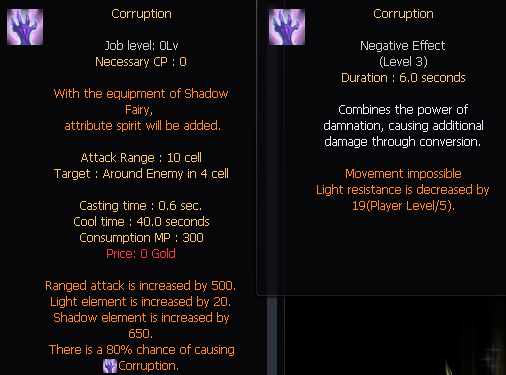 Corruption
Job level: 0Lv
Necessary CP : 0
With the equipment of Shadow
Fairy,
attribute spirit will be added.
Attack Range : 10 cell
Target : Around Enemy in 4 cell
Casting time : 0.6 sec.
Cool time : 40.0 seconds
Consumption MP : 300
Price: 0 Gold
Ranged attack is increased by 500.
Light element is increased by 20.
Shadow element is increased by
650.
There is a 80% chance of causing
Corruption.
Corruption
Negative Effect
(Level 3)
Duration : 6.0 seconds
Combines the power of
damnation, causing additional
damage through conversion.
Movement impossible
Light resistance is decreased by
19(Player Level/5).